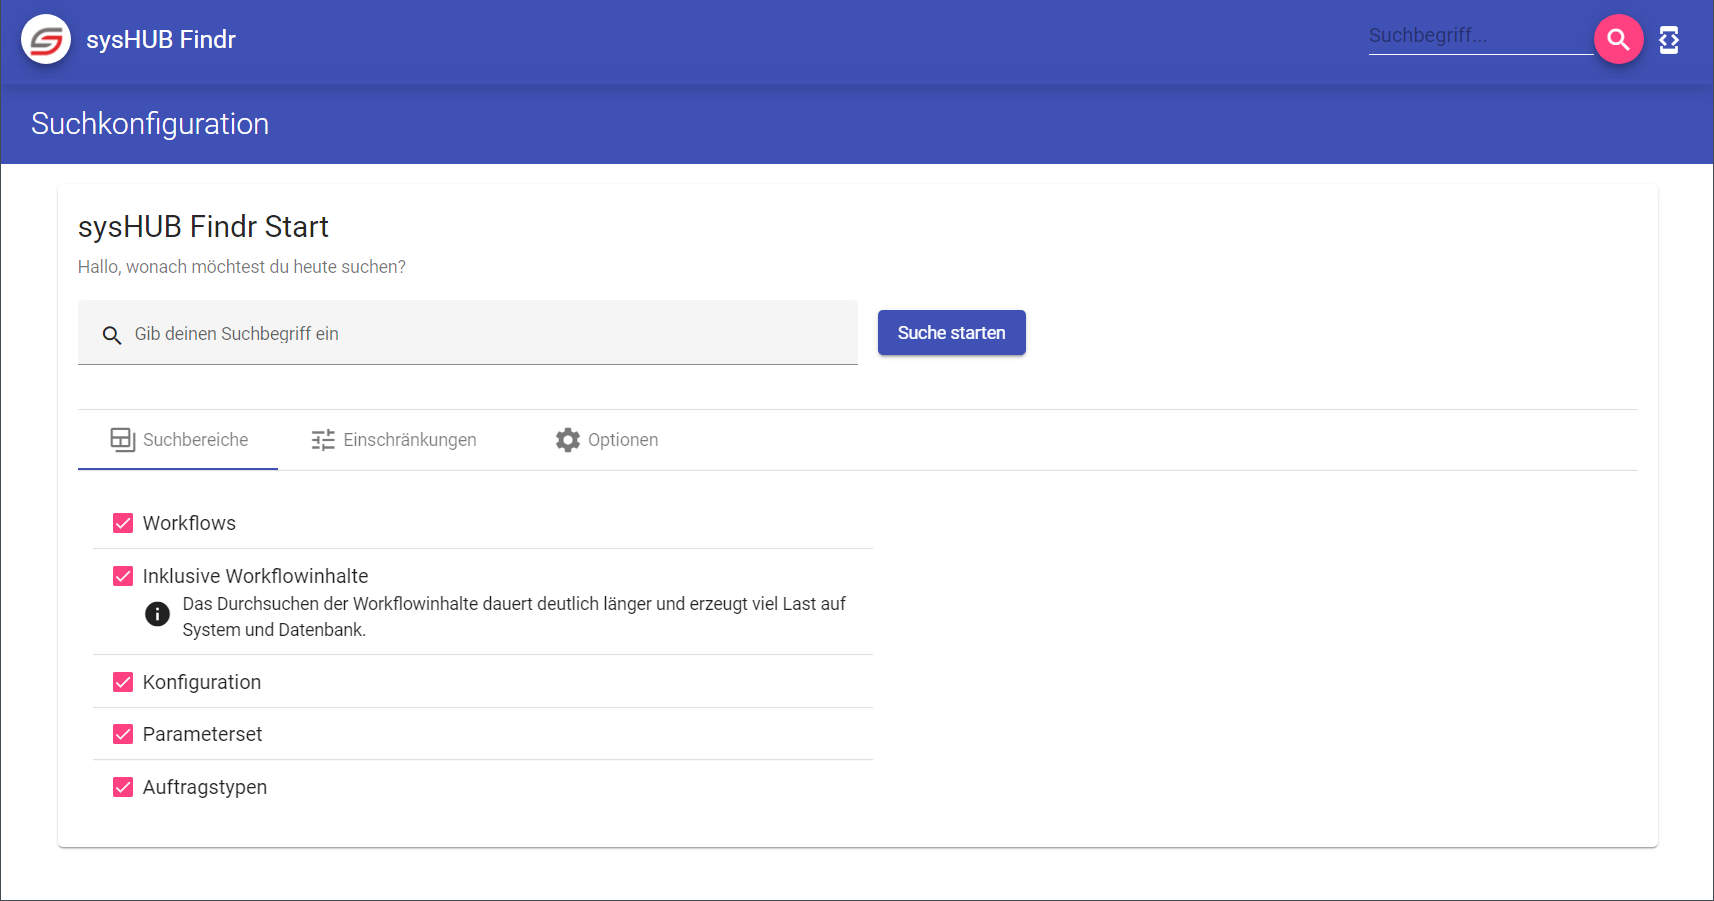 sysHUB Findr
Suchbegriff...
Suchkonfiguration
sysHUB Findr Start
Hallo, wonach möchtest du heute suchen?
Gib deinen Suchbegriff ein
Suche starten
Suchbereiche
Einschränkungen
Optionen
Workflows
Inklusive Workflowinhalte
Das Durchsuchen der Workflowinhalte dauert deutlich länger und erzeugt viel Last auf
System und Datenbank.
Konfiguration
Parameterset
Auftragstypen